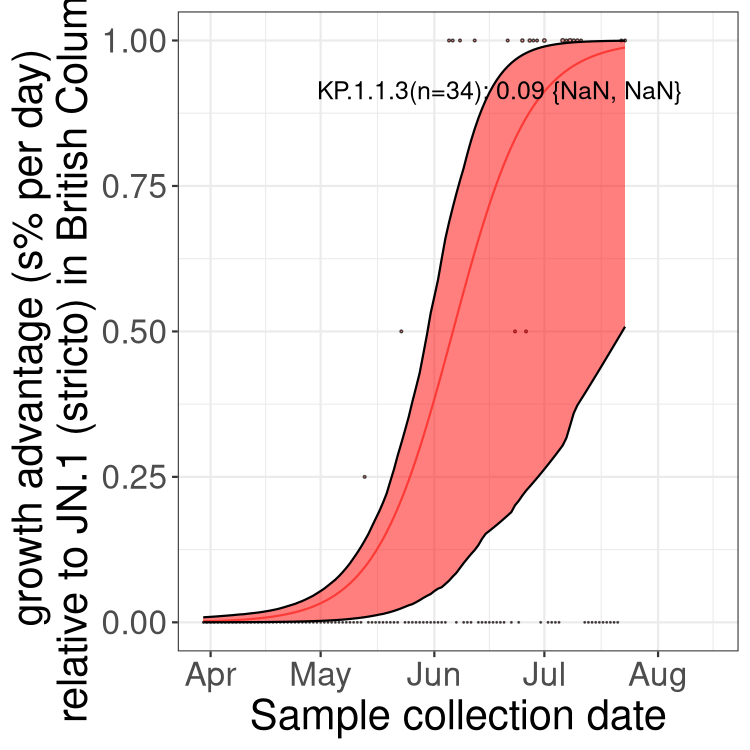 growth advantage (s% per day)
relative to JN.1 (stricto) in British Colum
1.00
0.75
0.50
0.25
0.00
KP.1.1.3(n=34): 0.09 {NaN, NaN}
Apr May Jun Jul Aug
Sample collection date